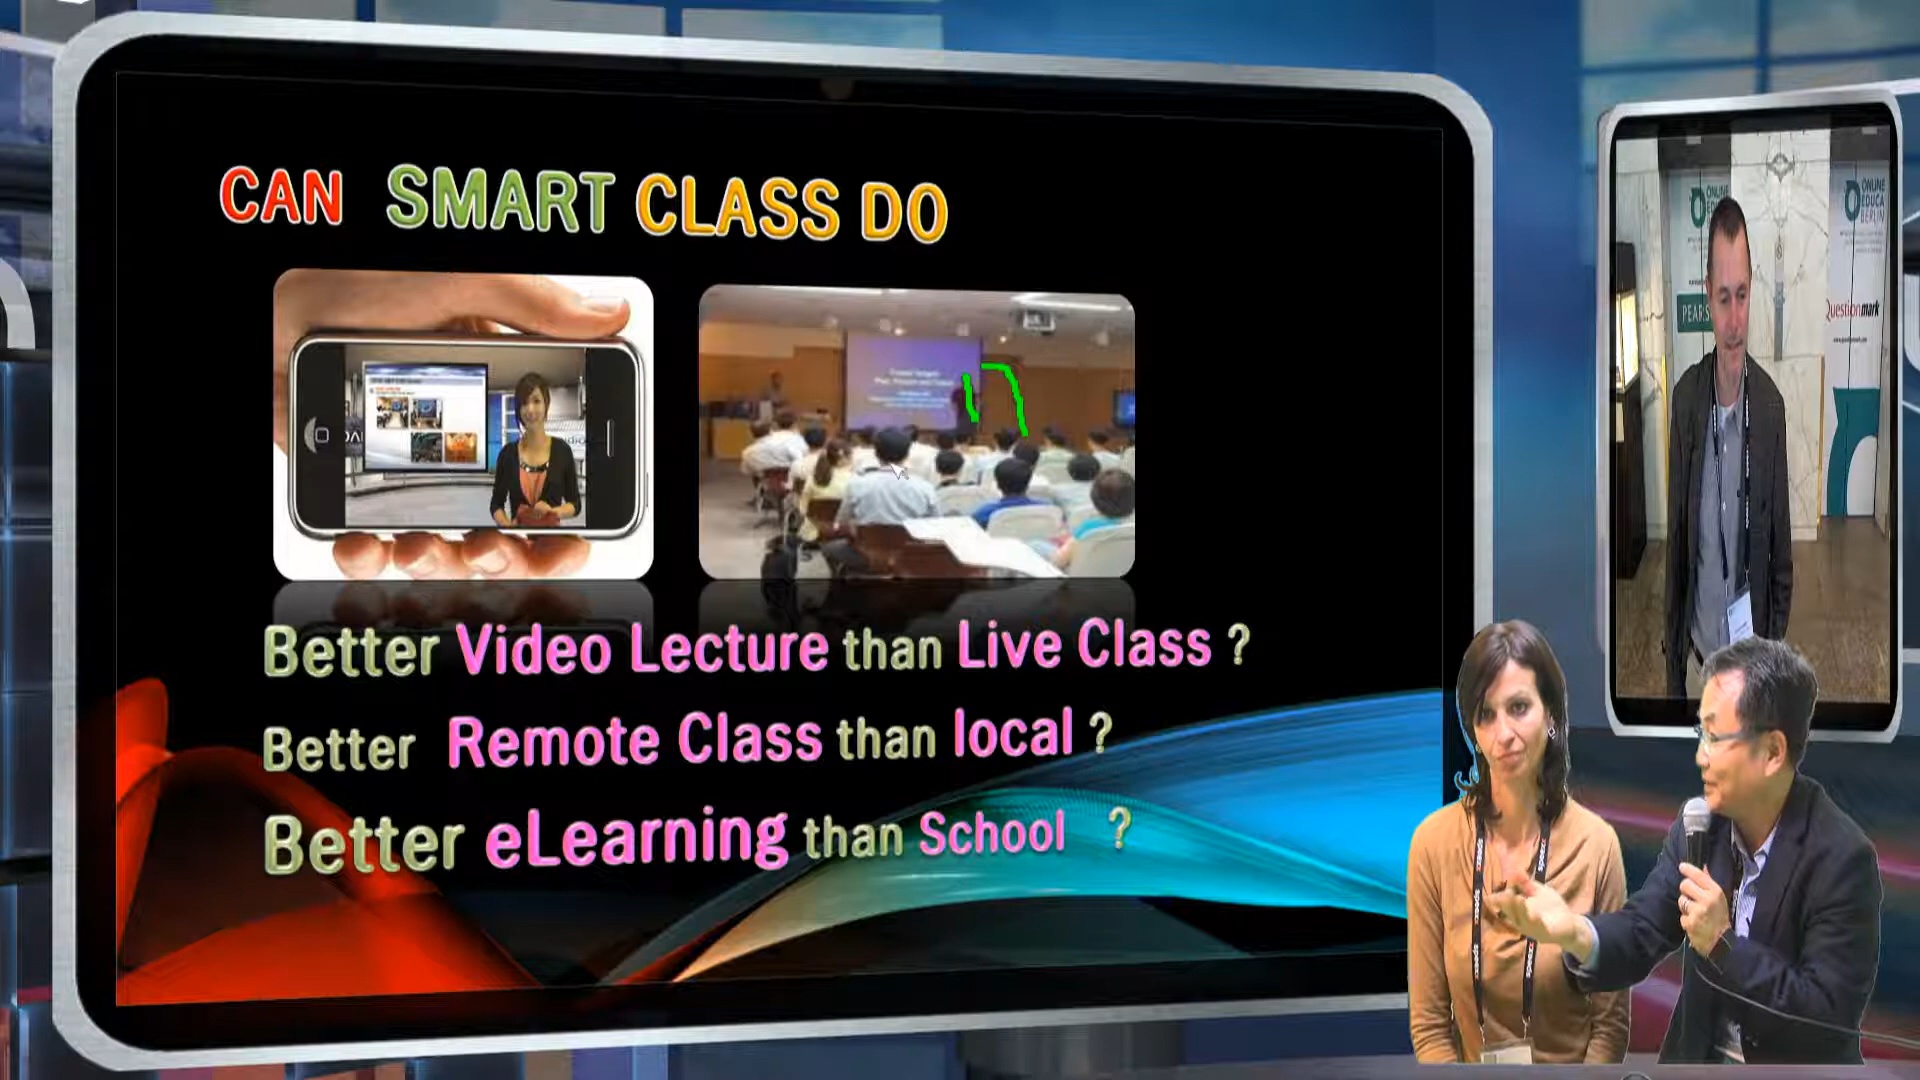 CAN SMART CLASS DO
Better Video Lecture than Live Class ?
Better Remote Class than local ?
Better eLearning than School ?
ONLINE
EDUCA
BERLIN
Questionmark
speexx